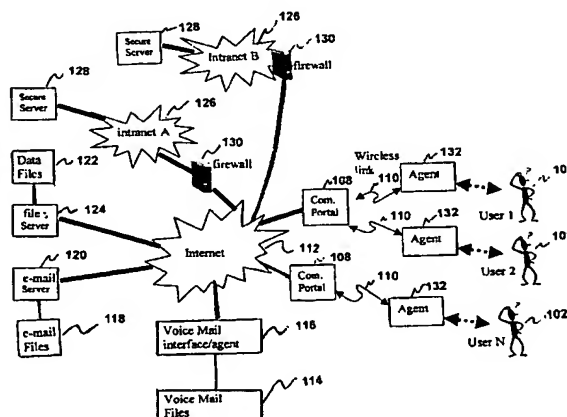 128
126
Secure Server
Intranet B
130
firewall
128
Secure Server
126
intranet A
130
firewall
Data Files
122
file s Server
124
Internet
112
120
e-mail Server
e-mail Files
118
Voice Mail interface/agent
116
Voice Mail Files
114
Wireless link
132
108
110
Agent
Com. Portal
User 1
110
132
Agent
User 2
108
Com. Portal
110
132
Agent
102
User N